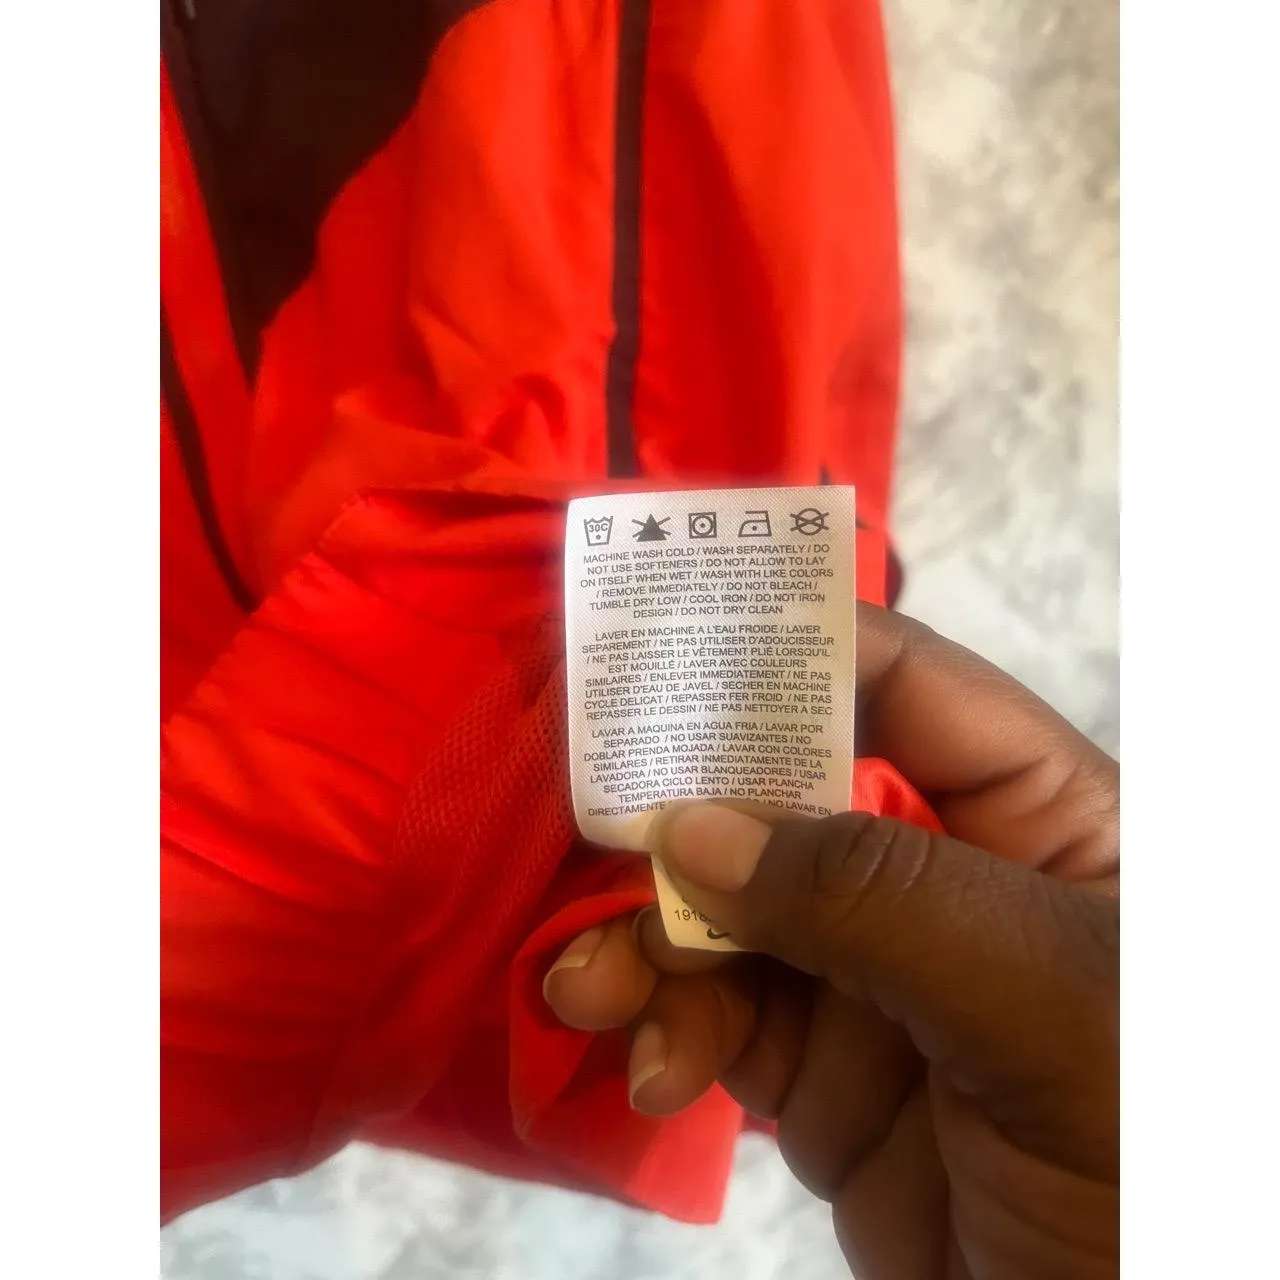 30C
MACHINE WASH COLD / WASH SEPARATELY / DO
NOT USE SOFTENERS / DO NOT ALLOW TO LAY
ON ITSELF WHEN WET / WASH WITH LIKE COLORS
/ REMOVE IMMEDIATELY / DO NOT BLEACH /
TUMBLE DRY LOW / COOL IRON / DO NOT IRON
DESIGN / DO NOT DRY CLEAN
LAVER EN MACHINE A L'EAU FROIDE / LAVER
SEPAREMENT / NE PAS UTILISER D'ADOUCISSEUR
/ NE PAS LAISSER LE VÊTEMENT PLIÉ LORSQU'IL
EST MOUILLÉ / LAVER AVEC COULEURS
SIMILAIRES / ENLEVER IMMEDIATEMENT / NE PAS
UTILISER D'EAU DE JAVEL / SECHER EN MACHINE
CYCLE DELICAT / REPASSER FER FROID / NE PAS
REPASSER LE DESSIN / NE PAS NETTOYER A SEC
LAVAR A MAQUINA EN AGUA FRIA / LAVAR POR
SEPARADO / NO USAR SUAVIZANTES / NO
DOBLAR PRENDA MOJADA / LAVAR CON COLORES
SIMILARES / RETIRAR INMEDIATAMENTE DE LA
LAVADORA / NO USAR BLANQUEADORES / USAR
SECADORA CICLO LENTO / USAR PLANCHA
TEMPERATURA BAJA / NO PLANCHAR
DIRECTAMENTE / NO LAVAR EN